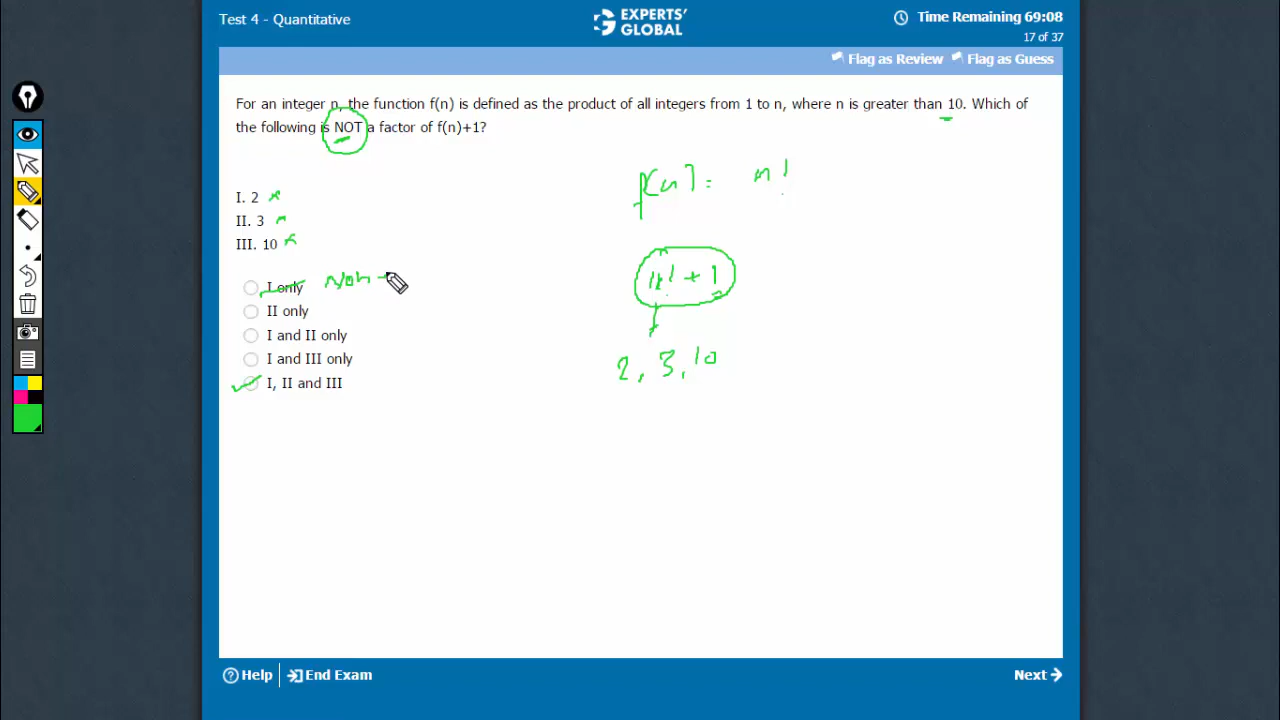 Test 4 - Quantitative
EXPERTS'
GLOBAL
Time Remaining 69:08
17 of 37
Flag as Review
Flag as Guess
For an integer n, the function f(n) is defined as the product of all integers from 1 to n, where n is greater than 10. Which of
the following is NOT a factor of f(n)+1?
f[n] = n!
I. 2
II. 3
III. 10
n! + 1
I only
II only
I and II only
I and III only
I, II and III
2, 3, 10
Help
End Exam
Next